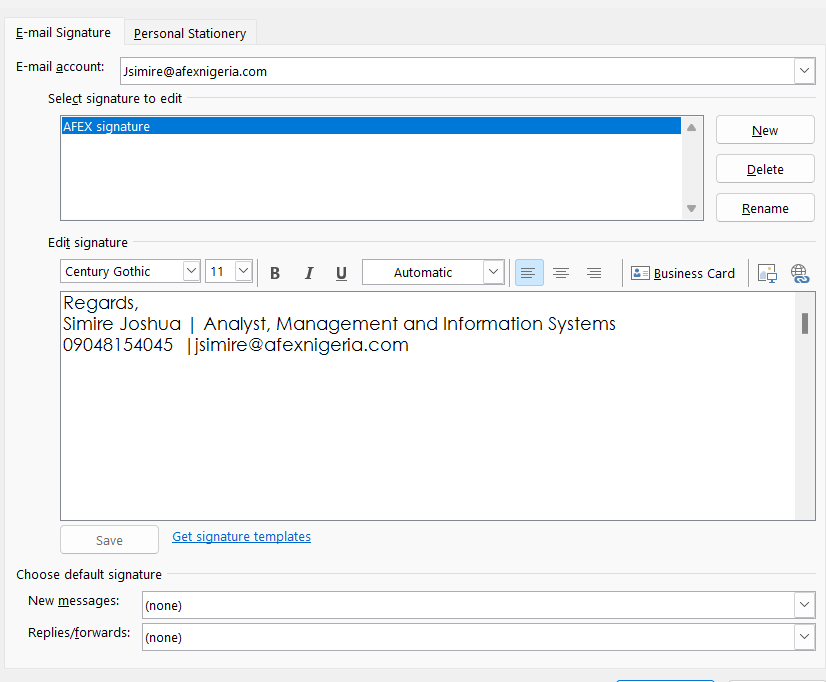 E-mail Signature
Personal Stationery
E-mail account:
Jsimire@afexnigeria.com
Select signature to edit
AFEX signature
New
Delete
Rename
Edit signature
Century Gothic
11
B
I
U
Automatic
Business Card
Regards,
Simire Joshua | Analyst, Management and Information Systems
09048154045 |jsimire@afexnigeria.com
Save
Get signature templates
Choose default signature
New messages:
(none)
Replies/forwards:
(none)